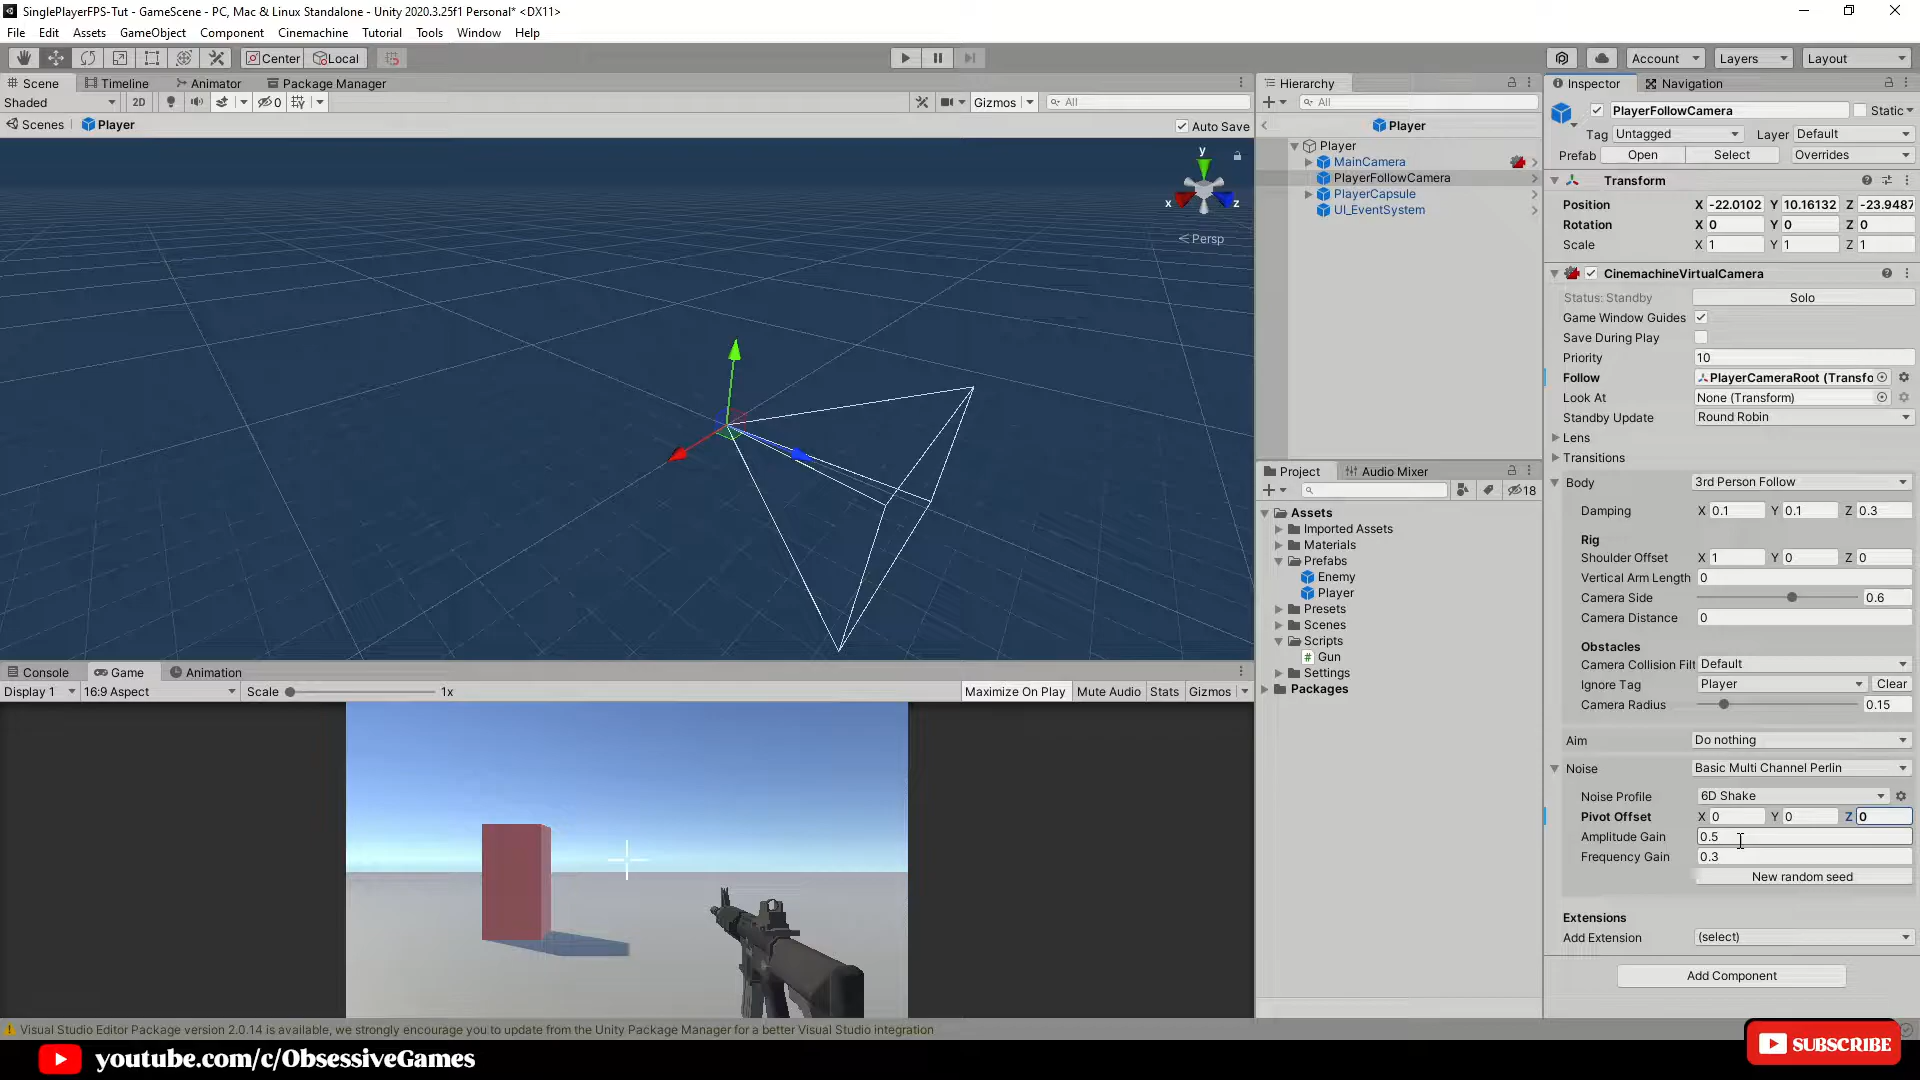 SinglePlayerFPS-Tut - GameScene - PC, Mac & Linux Standalone - Unity 2020.3.25f1 Personal* <DX11>
File Edit Assets GameObject Component Cinemachine Tutorial Tools Window Help
Center Local Account Layers Layout
Scene Timeline Animator Package Manager
Shaded 2D 0 Gizmos All
Scenes Player Auto Save
y
x z
Persp
Hierarchy
All
Player
Player
MainCamera
PlayerFollowCamera
PlayerCapsule
UI_EventSystem
Project Audio Mixer
18
Assets
Imported Assets
Materials
Prefabs
Enemy
Player
Presets
Scenes
Scripts
Gun
Settings
Packages
Inspector Navigation
PlayerFollowCamera Static
Tag Untagged Layer Default
Prefab Open Select Overrides
Transform
Position X -22.0102 Y 10.16132 Z -23.9487
Rotation X 0 Y 0 Z 0
Scale X 1 Y 1 Z 1
CinemachineVirtualCamera
Status: Standby Solo
Game Window Guides
Save During Play
Priority 10
Follow PlayerCameraRoot (Transfo
Look At None (Transform)
Standby Update Round Robin
Lens
Transitions
Body 3rd Person Follow
Damping X 0.1 Y 0.1 Z 0.3
Rig
Shoulder Offset X 1 Y 0 Z 0
Vertical Arm Length 0
Camera Side 0.6
Camera Distance 0
Obstacles
Camera Collision Filt Default
Ignore Tag Player Clear
Camera Radius 0.15
Aim Do nothing
Noise Basic Multi Channel Perlin
Noise Profile 6D Shake
Pivot Offset X 0 Y 0 Z 0
Amplitude Gain 0.5
Frequency Gain 0.3
New random seed
Extensions
Add Extension (select)
Add Component
Console Game Animation
Display 1 16:9 Aspect Scale 1x Maximize On Play Mute Audio Stats Gizmos
Visual Studio Editor Package version 2.0.14 is available, we strongly encourage you to update from the Unity Package Manager for a better Visual Studio integration
youtube.com/c/ObsessiveGames
SUBSCRIBE